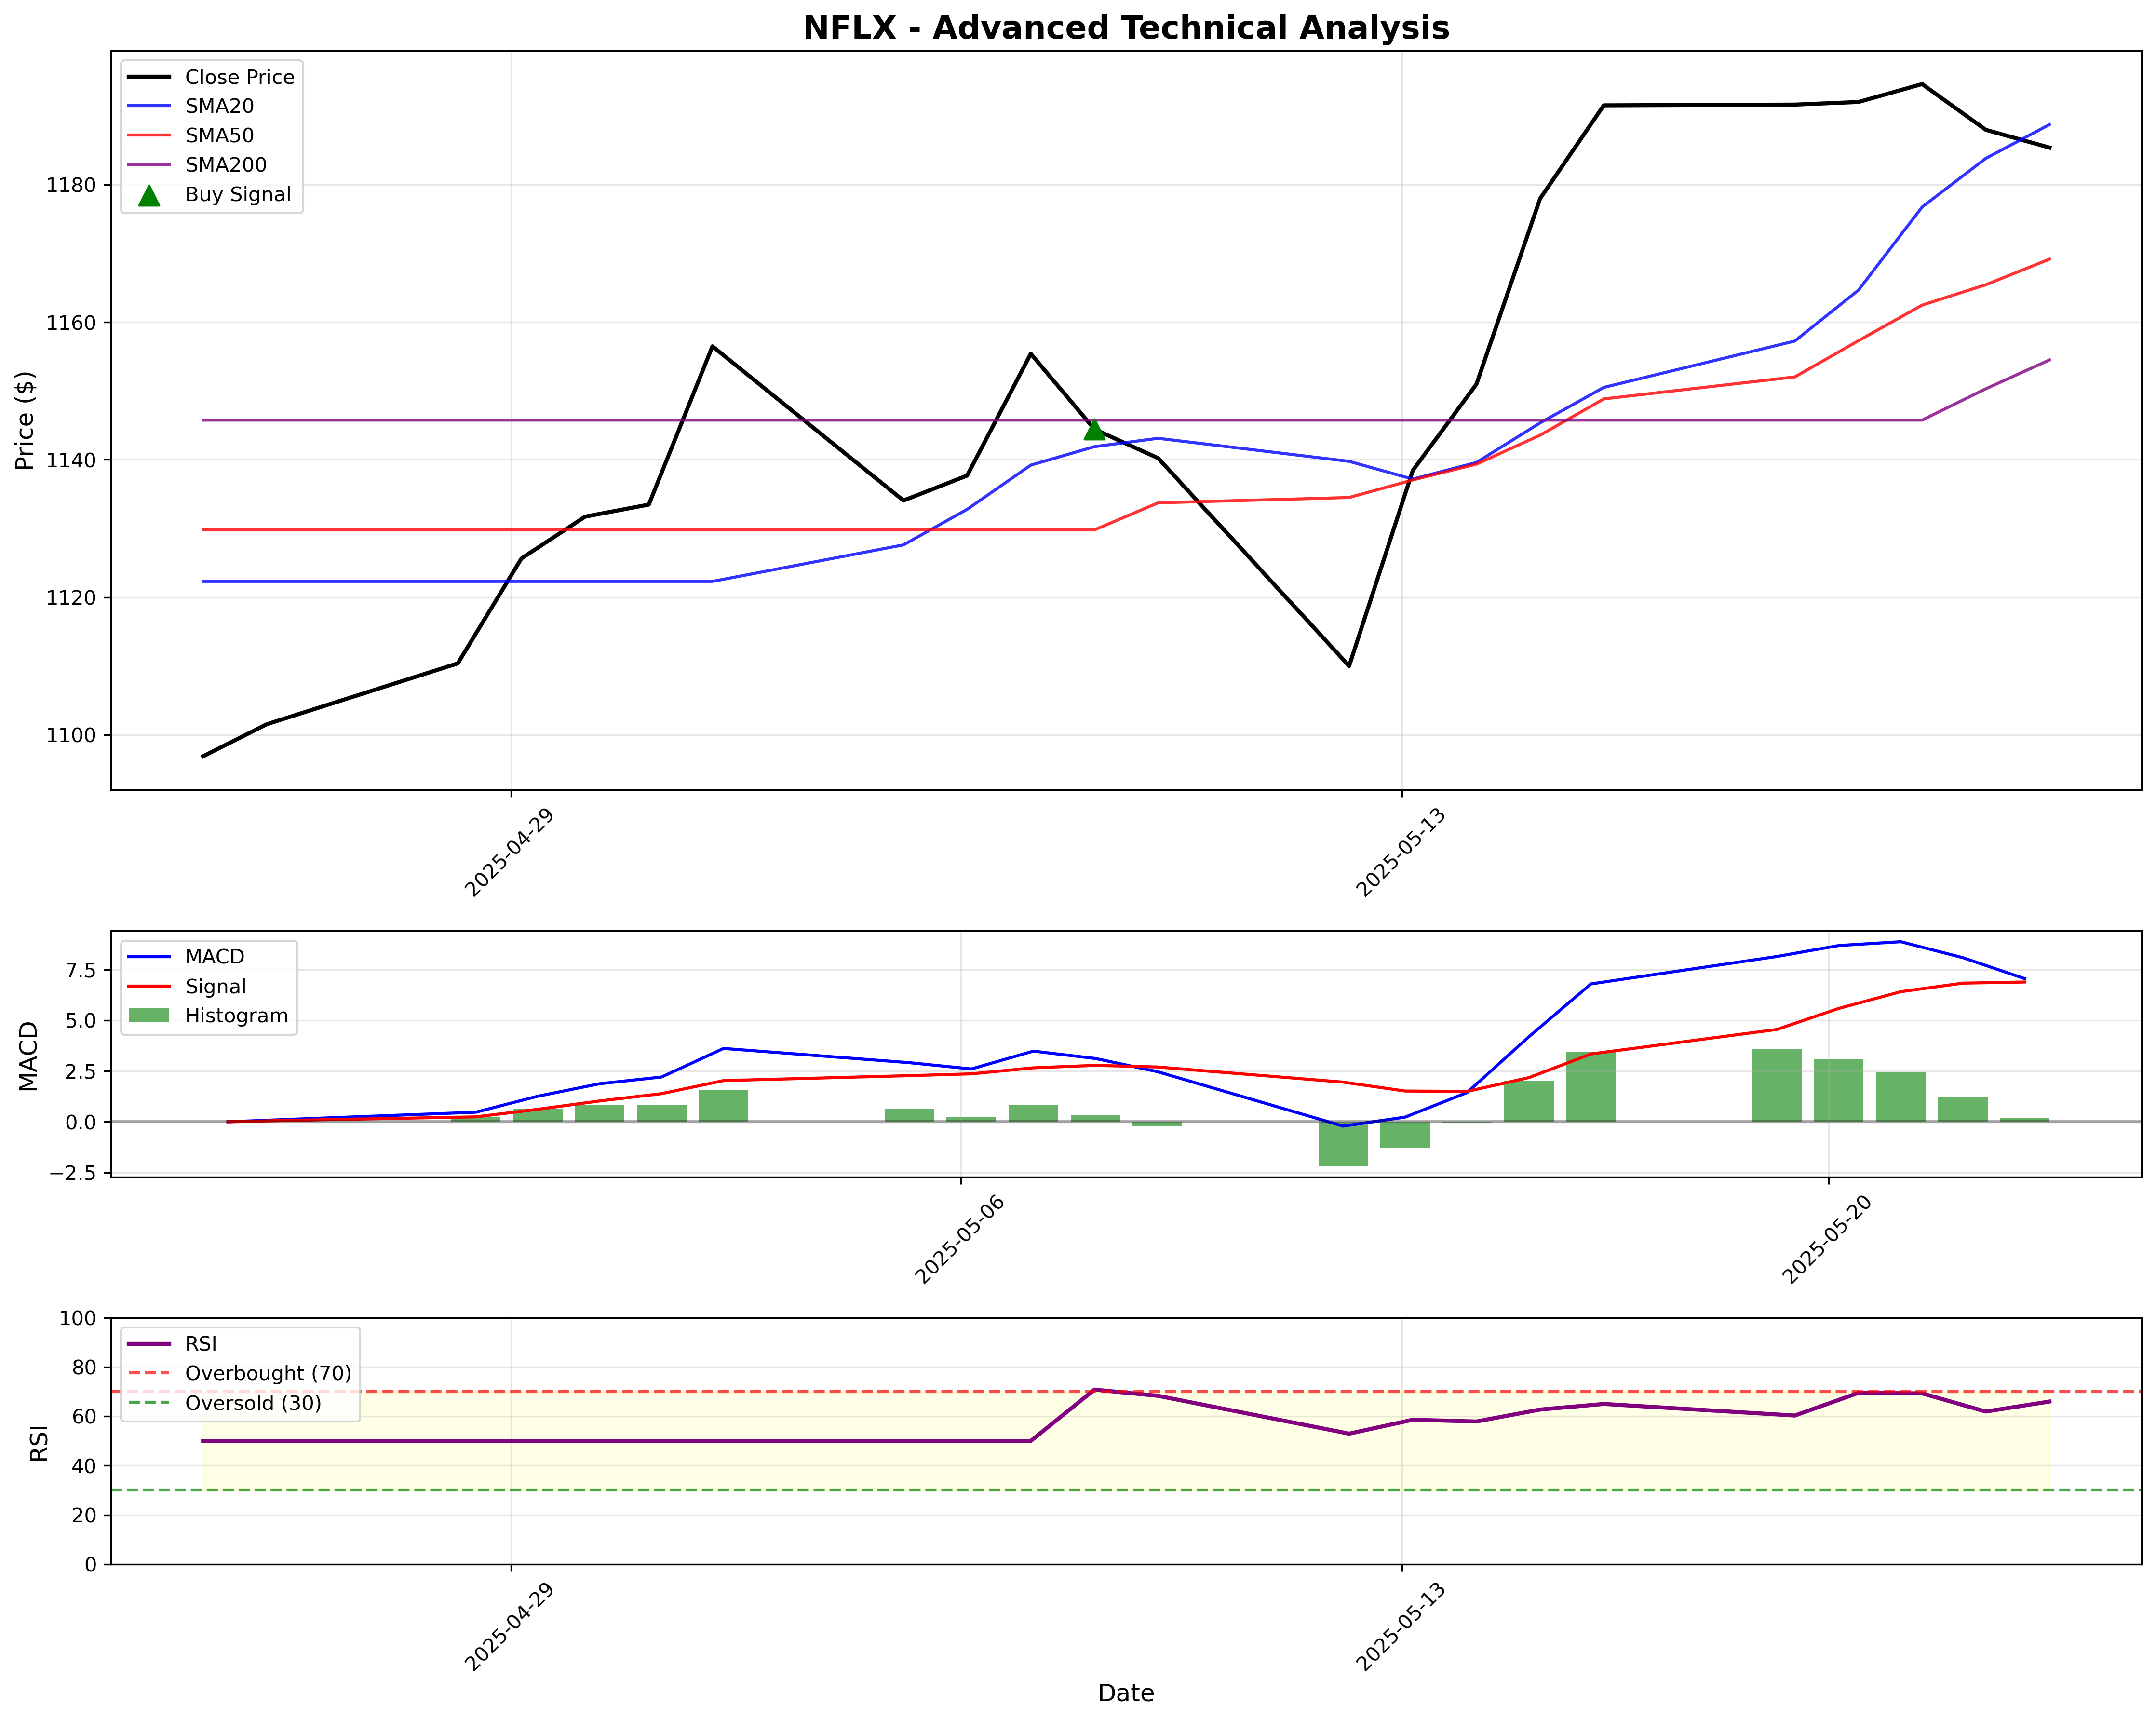 NFLX - Advanced Technical Analysis
Close Price
SMA20
SMA50
SMA200
Buy Signal
Price ($)
1180
1160
1140
1120
1100
2025-04-29
2025-05-13
MACD
Signal
Histogram
MACD
7.5
5.0
2.5
0.0
−2.5
2025-05-06
2025-05-20
RSI
Overbought (70)
Oversold (30)
RSI
100
80
60
40
20
0
2025-04-29
2025-05-13
Date